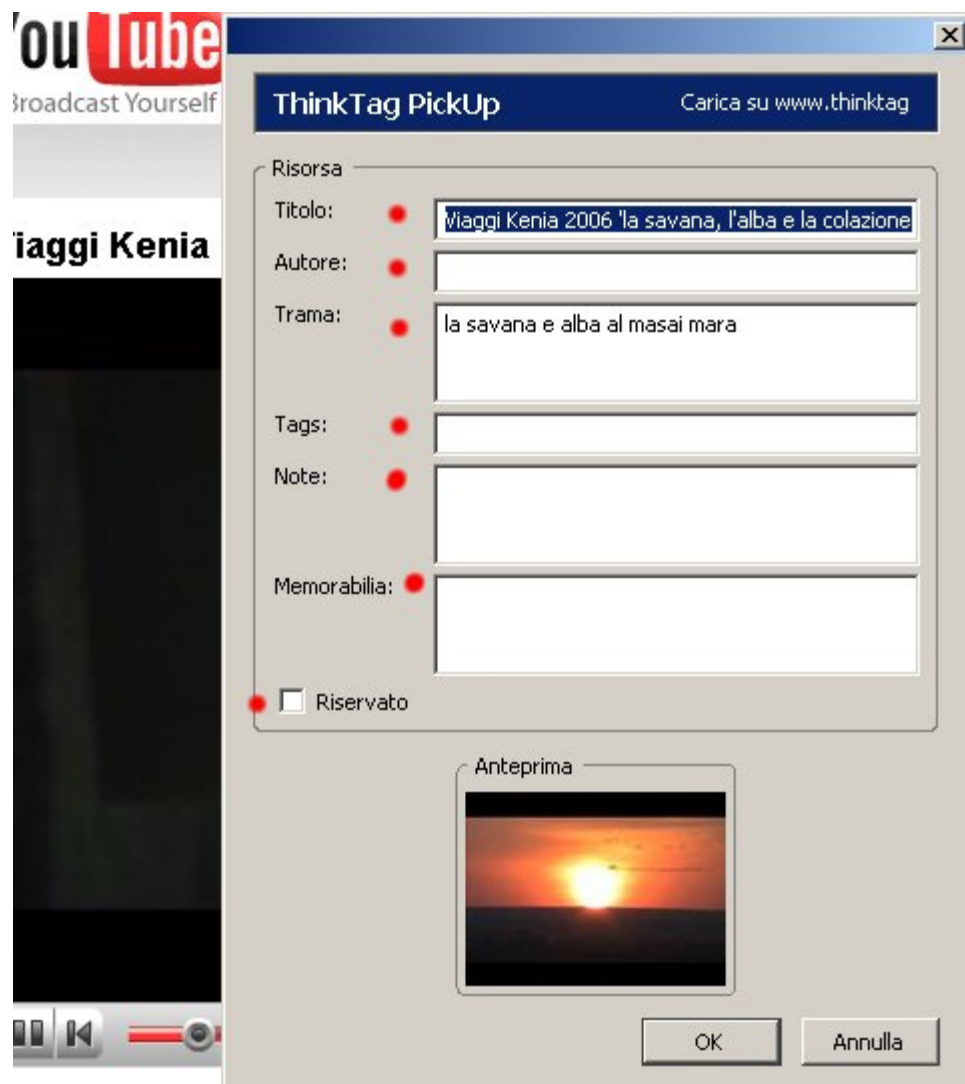 You Tube
Broadcast Yourself
Viaggi Kenia
ThinkTag PickUp
Carica su www.thinktag
Risorsa
Titolo:
Viaggi Kenia 2006 'la savana, l'alba e la colazione
Autore:
Trama:
la savana e alba al masai mara
Tags:
Note:
Memorabilia:
Riservato
Anteprima
OK
Annulla